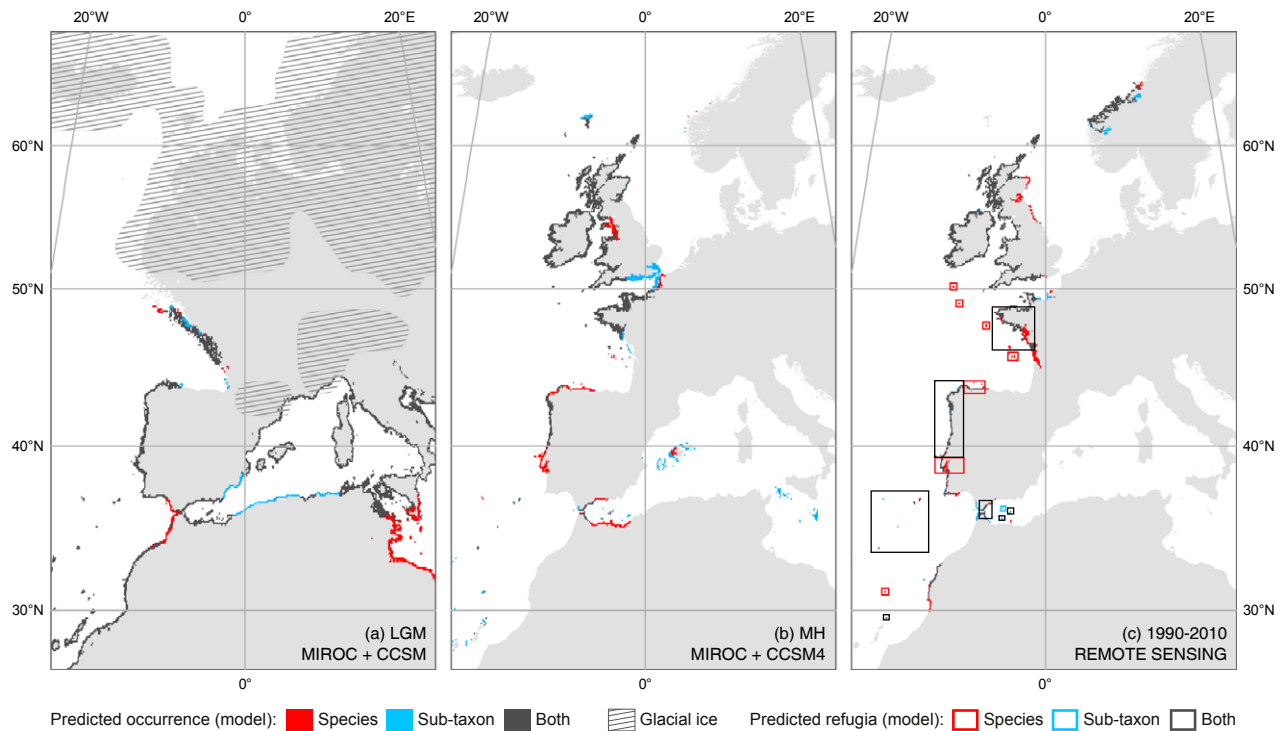 20°W 0° 20°E 20°W 0° 20°E 20°W 0° 20°E
60°N 60°N
50°N 50°N
40°N 40°N
30°N 30°N
(a) LGM
MIROC + CCSM
(b) MH
MIROC + CCSM4
(c) 1990-2010
REMOTE SENSING
0° 0° 0°
Predicted occurrence (model): Species Sub-taxon Both Glacial ice Predicted refugia (model): Species Sub-taxon Both